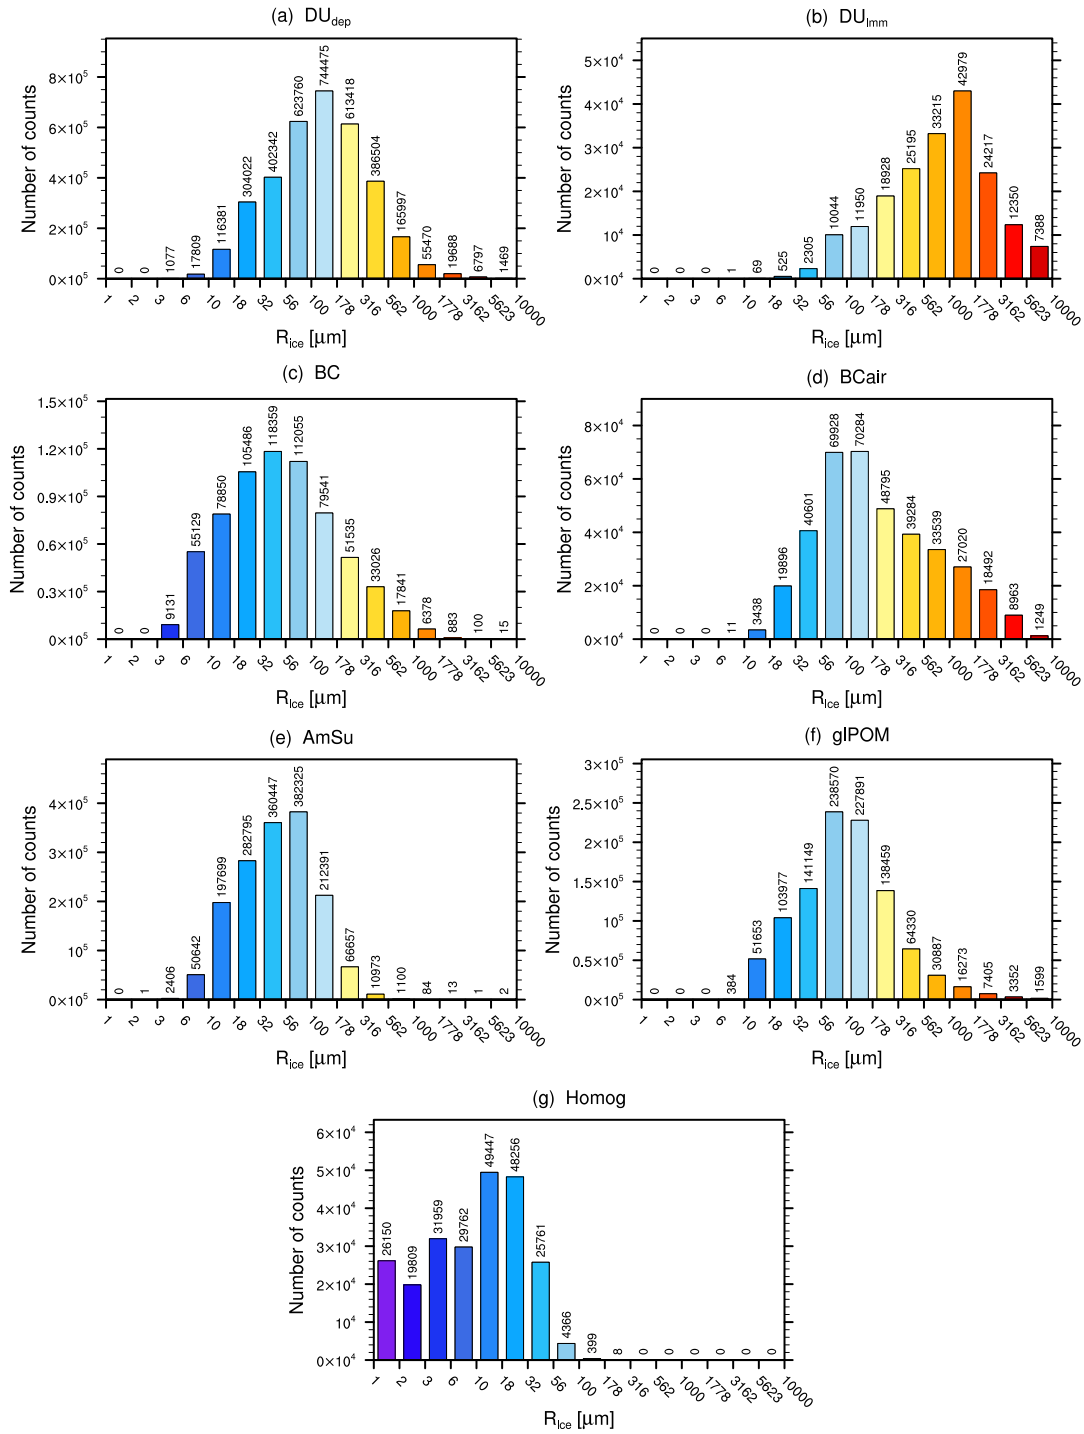 (a) DUdep
Number of counts
8×10⁵
6×10⁵
4×10⁵
2×10⁵
0×10⁵
0 0 1077 17809 116381 304022 402342 623760 744475 613418 386504 165997 55470 19688 6797 1469
1 2 3 6 10 18 32 56 100 178 316 562 1000 1778 3162 5623 10000
Rice [μm]
(b) DUImm
Number of counts
5×10⁴
4×10⁴
3×10⁴
2×10⁴
10⁴
0×10⁴
0 0 0 1 69 525 2305 10044 11950 18928 25195 33215 42979 24217 12350 7388
1 2 3 6 10 18 32 56 100 178 316 562 1000 1778 3162 5623 10000
Rice [μm]
(c) BC
Number of counts
1.5×10⁵
1.2×10⁵
0.9×10⁵
0.6×10⁵
0.3×10⁵
0×10⁵
0 0 9131 55129 78850 105486 118359 112055 79541 51535 33026 17841 6378 883 100 15
1 2 3 6 10 18 32 56 100 178 316 562 1000 1778 3162 5623 10000
RIce [μm]
(d) BCair
Number of counts
8×10⁴
6×10⁴
4×10⁴
2×10⁴
0×10⁴
0 0 0 11 3438 19896 40601 69928 70284 48795 39284 33539 27020 18492 8963 1249
1 2 3 6 10 18 32 56 100 178 316 562 1000 1778 3162 5623 10000
RIce [μm]
(e) AmSu
Number of counts
4×10⁵
3×10⁵
2×10⁵
10⁵
0×10⁵
0 1 2406 50642 197699 282795 360447 382325 212391 66657 10973 1100 84 13 1 2
1 2 3 6 10 18 32 56 100 178 316 562 1000 1778 3162 5623 10000
Rice [μm]
(f) glPOM
Number of counts
3×10⁵
2.5×10⁵
2×10⁵
1.5×10⁵
10⁵
0.5×10⁵
0×10⁵
0 0 0 384 51653 103977 141149 238570 227891 138459 64330 30887 16273 7405 3352 1599
1 2 3 6 10 18 32 56 100 178 316 562 1000 1778 3162 5623 10000
Rice [μm]
(g) Homog
Number of counts
6×10⁴
5×10⁴
4×10⁴
3×10⁴
2×10⁴
10⁴
0×10⁴
26150 19809 31959 29762 49447 48256 25761 4366 399 8 0 0 0 0 0 0
1 2 3 6 10 18 32 56 100 178 316 562 1000 1778 3162 5623 10000
RIce [μm]